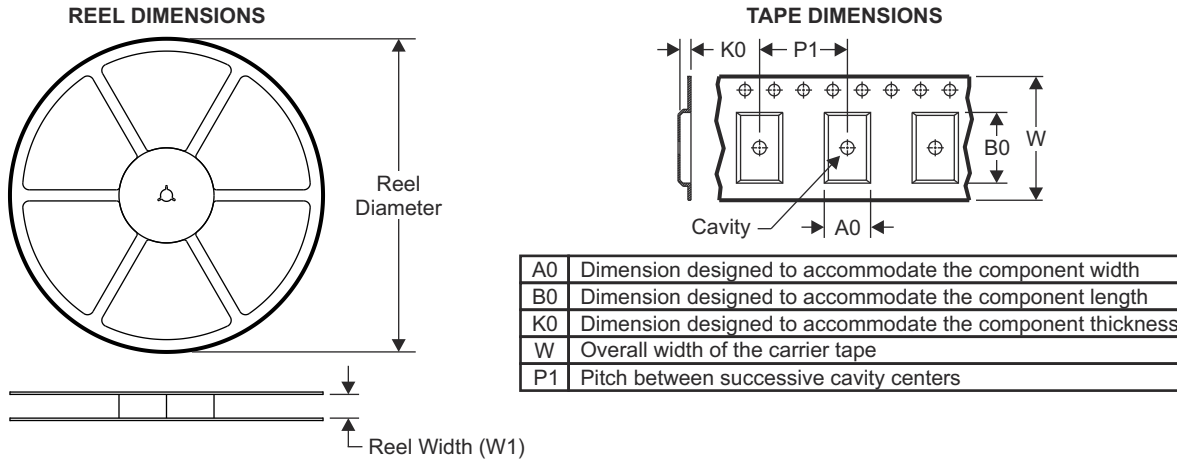 REEL DIMENSIONS
Reel
Diameter
Reel Width (W1)
TAPE DIMENSIONS
K0
P1
B0
W
Cavity
A0
A0 Dimension designed to accommodate the component width
B0 Dimension designed to accommodate the component length
K0 Dimension designed to accommodate the component thickness
W Overall width of the carrier tape
P1 Pitch between successive cavity centers